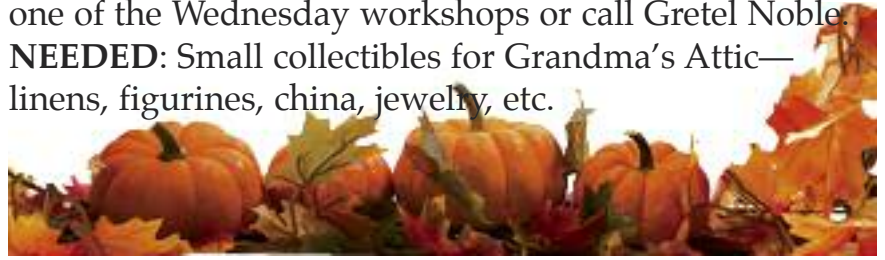 one of the Wednesday workshops or call Gretel Noble.
NEEDED: Small collectibles for Grandma’s Attic—
linens, figurines, china, jewelry, etc.